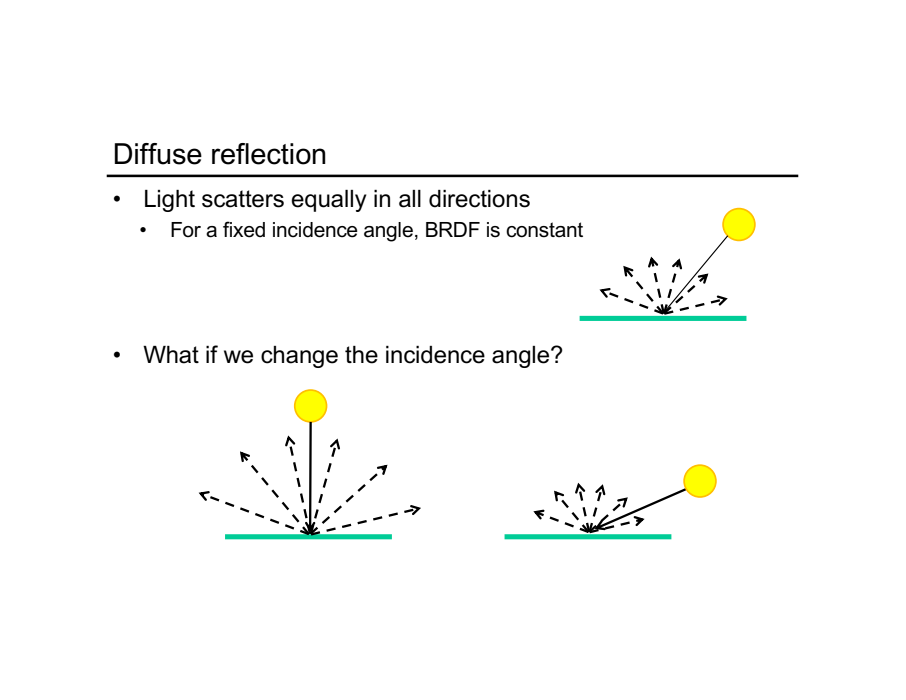 Diffuse reflection
• Light scatters equally in all directions
• For a fixed incidence angle, BRDF is constant
• What if we change the incidence angle?